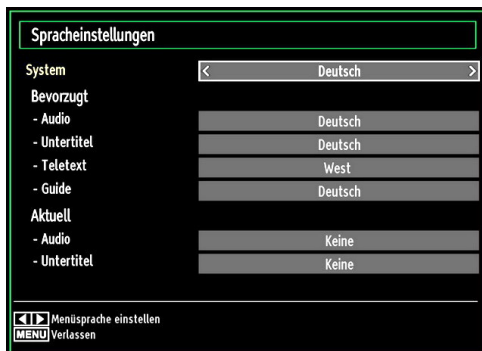 Spracheinstellungen
System < Deutsch >
Bevorzugt
- Audio Deutsch
- Untertitel Deutsch
- Teletext West
- Guide Deutsch
Aktuell
- Audio Keine
- Untertitel Keine
Menüsprache einstellen
MENU Verlassen